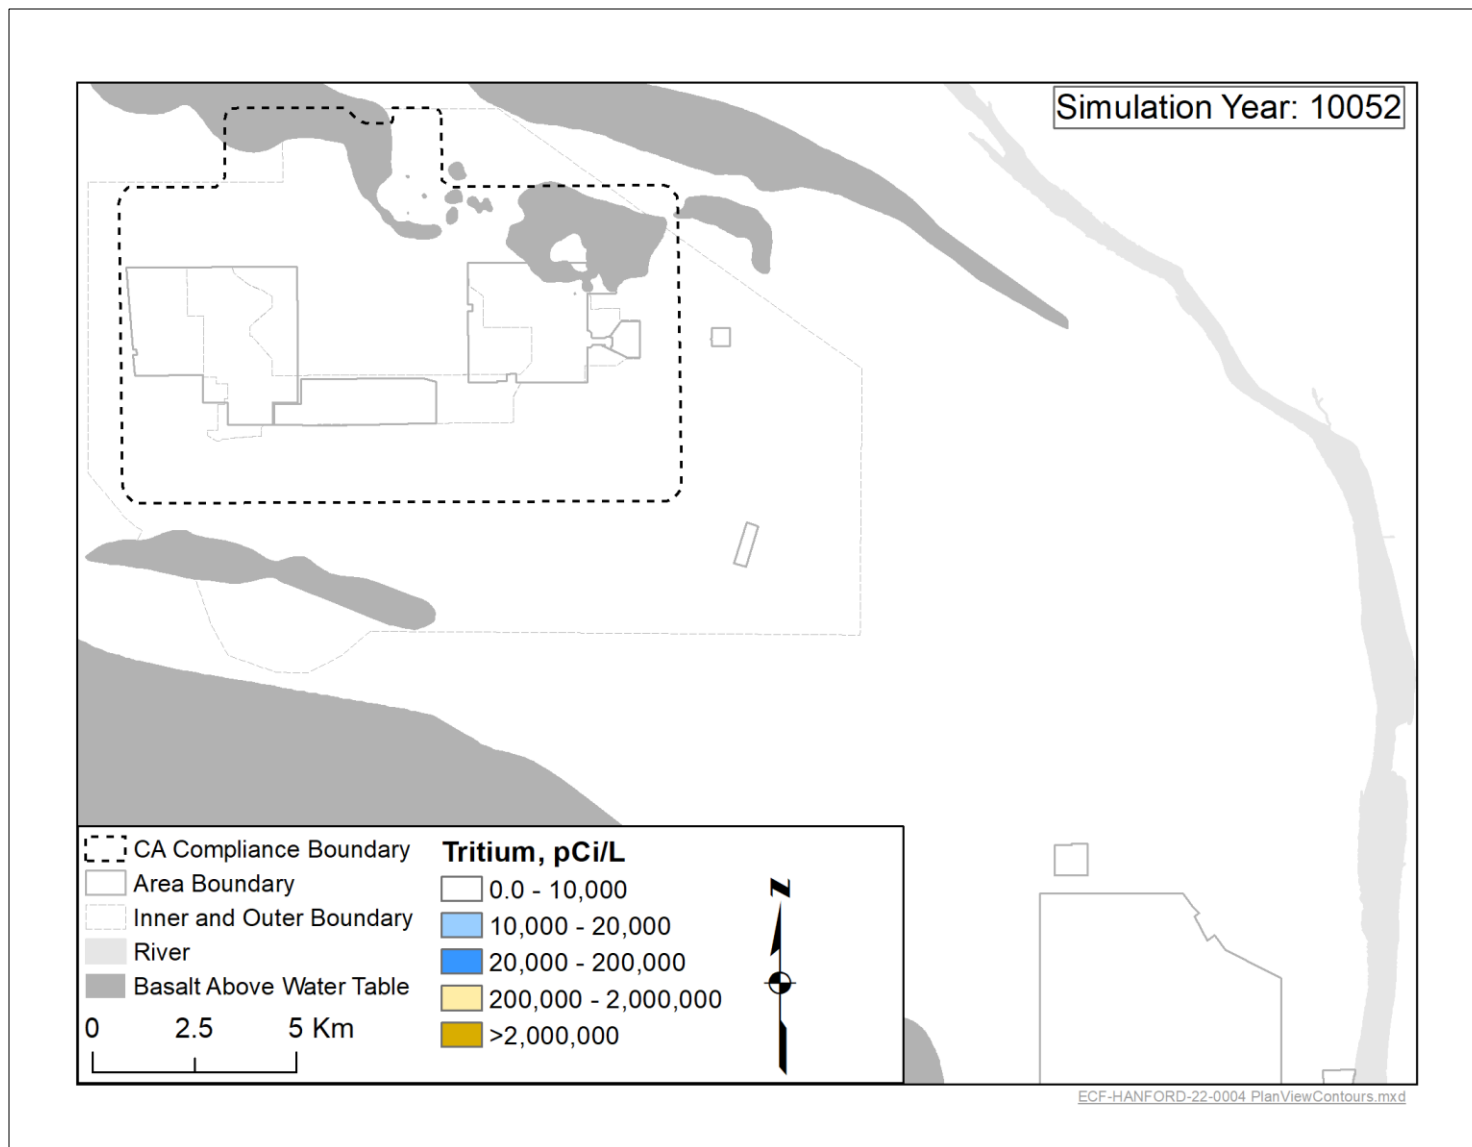 Simulation Year: 10052
CA Compliance Boundary
Area Boundary
Inner and Outer Boundary
River
Basalt Above Water Table
0 2.5 5 Km
Tritium, pCi/L
0.0 - 10,000
10,000 - 20,000
20,000 - 200,000
200,000 - 2,000,000
>2,000,000
N
ECF-HANFORD-22-0004 PlanViewContours.mxd